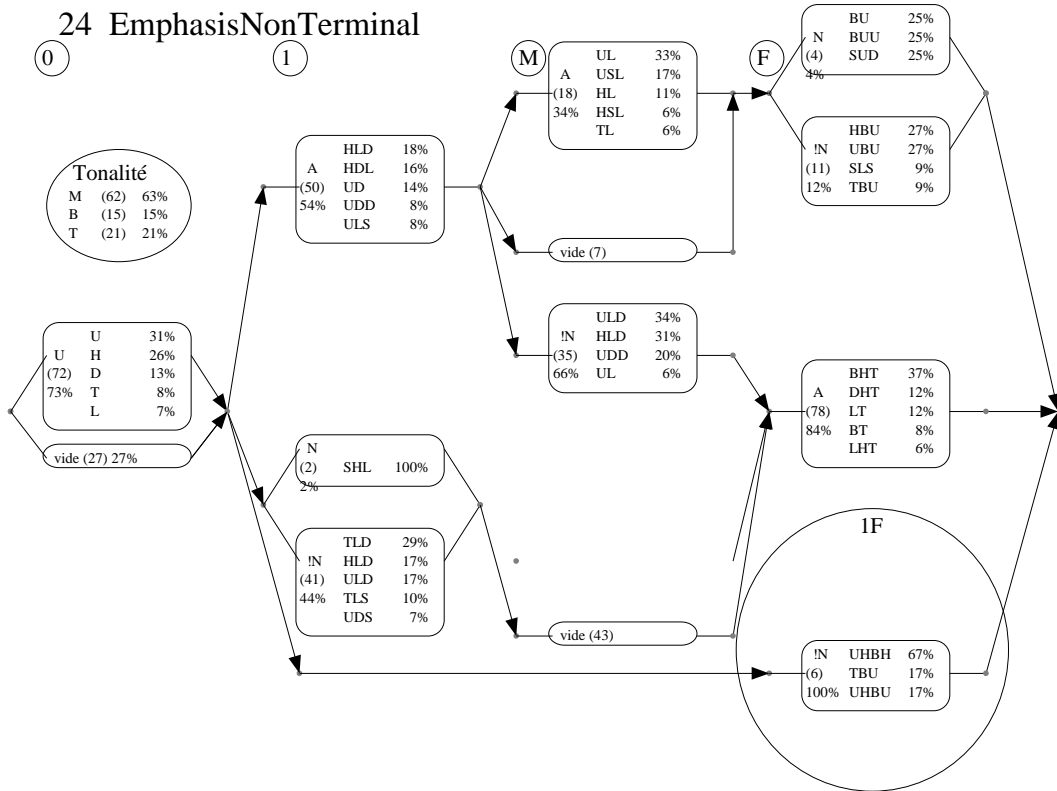 24 EmphasisNonTerminal
0
1
M
F
Tonalité
M (62) 63%
B (15) 15%
T (21) 21%
U 31%
U H 26%
(72) D 13%
73% T 8%
L 7%
vide (27) 27%
HLD 18%
A HDL 16%
(50) UD 14%
54% UDD 8%
ULS 8%
N
(2) SHL 100%
2%
TLD 29%
!N HLD 17%
(41) ULD 17%
44% TLS 10%
UDS 7%
UL 33%
A USL 17%
(18) HL 11%
34% HSL 6%
TL 6%
vide (7)
ULD 34%
!N HLD 31%
(35) UDD 20%
66% UL 6%
vide (43)
BU 25%
N BUU 25%
(4) SUD 25%
4%
HBU 27%
!N UBU 27%
(11) SLS 9%
12% TBU 9%
BHT 37%
A DHT 12%
(78) LT 12%
84% BT 8%
LHT 6%
1F
!N UHBH 67%
(6) TBU 17%
100% UHBU 17%